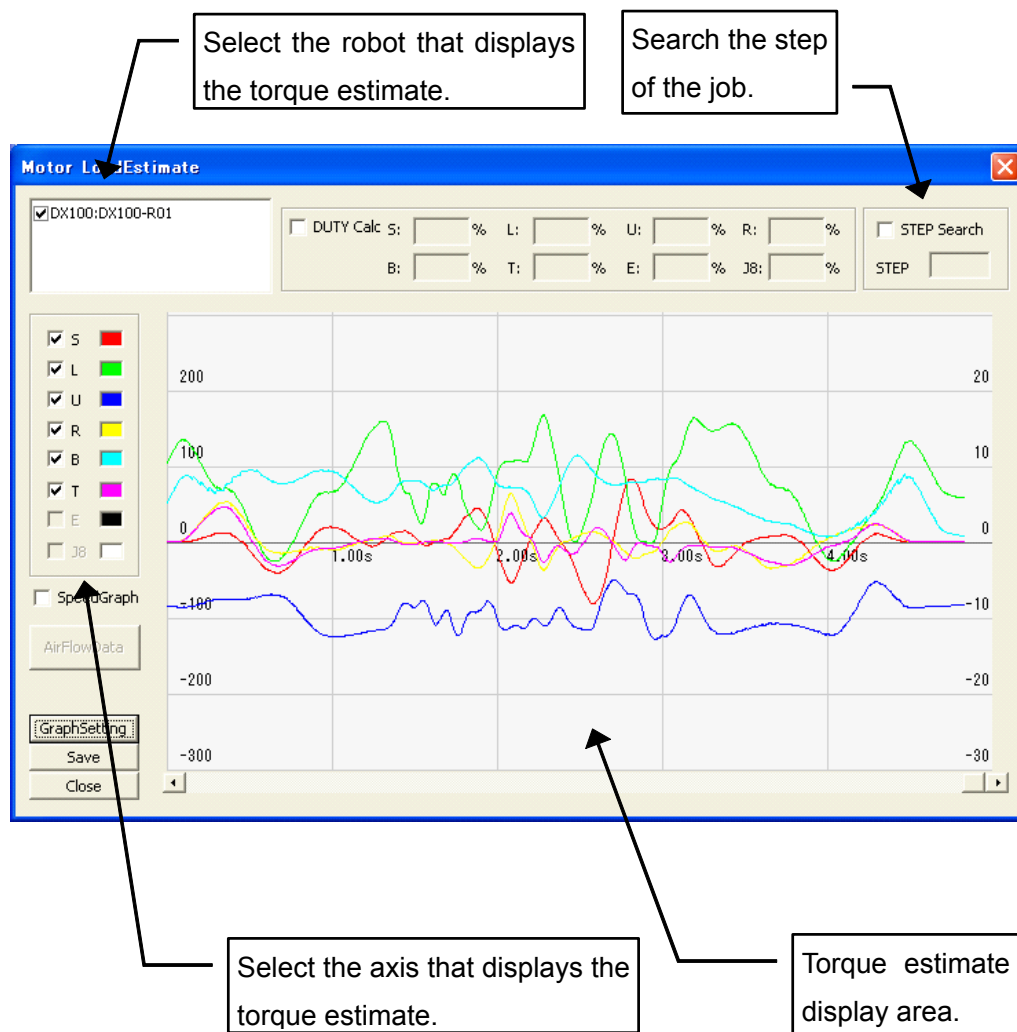 Select the robot that displays
the torque estimate.
Search the step
of the job.
Motor LoadEstimate
DX100:DX100-R01
DUTY Calc S: % L: % U: % R: %
B: % T: % E: % J8: %
STEP Search
STEP
S
L
U
R
B
T
E
J8
SpeedGraph
AirFlowData
GraphSetting
Save
Close
200 20
100 10
0 0
1.00s 2.00s 3.00s 4.00s
-100 -10
-200 -20
-300 -30
Select the axis that displays the
torque estimate.
Torque estimate
display area.